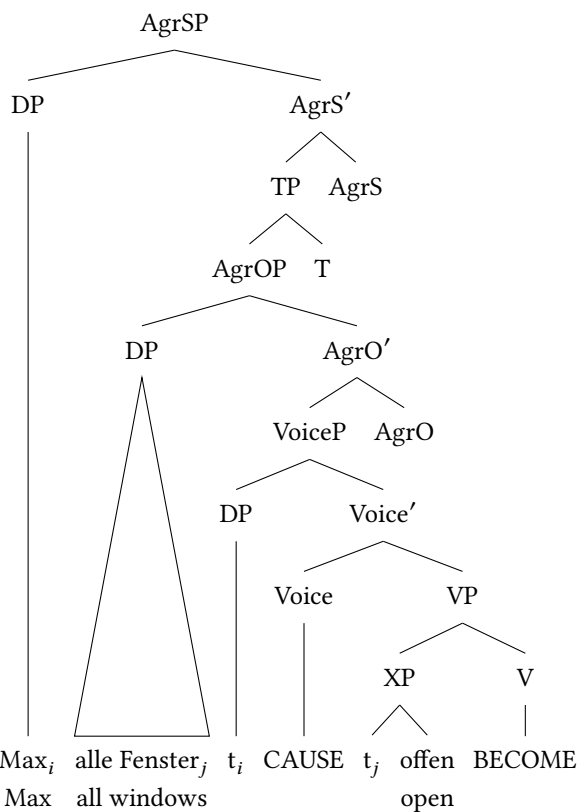 AgrSP
DP AgrS′
TP AgrS
AgrOP T
DP AgrO′
VoiceP AgrO
DP Voice′
Voice VP
XP V
Maxᵢ alle Fensterⱼ tᵢ CAUSE tⱼ offen BECOME
Max all windows open